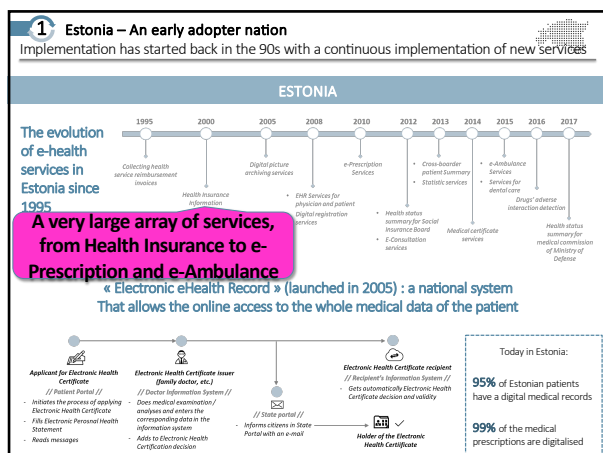 1 Estonia – An early adopter nation
Implementation has started back in the 90s with a continuous implementation of new services
ESTONIA
The evolution
of e-health
services in
Estonia since
1995
1995
Collecting health
service reimbursement
invoices
2000
Health Insurance
Information
2005
Digital picture
archiving services
2008
• EHR Services for
physician and patient
Digital registration
services
2010
e-Prescription
Services
2012
• Health status
summary for Social
Insurance Board
• E-Consultation
services
2013
• Cross-boarder
patient Summary
• Statistic services
2014
Medical certificate
services
2015
• e-Ambulance
Services
• Services for
dental care
2016
Drugs' adverse
interaction detection
2017
Health status
summary for
medical commission
of Ministry of
Defense
A very large array of services,
from Health Insurance to e-
Prescription and e-Ambulance
« Electronic eHealth Record » (launched in 2005) : a national system
That allows the online access to the whole medical data of the patient
Applicant for Electronic Health
Certificate
// Patient Portal //
- Initiates the process of applying
Electronic Health Certificate
- Fills Electronic Perosnal Health
Statement
- Reads messages
Electronic Health Certificate issuer
(family doctor, etc.)
// Doctor Information System //
- Does medical examination/
analyses and enters the
corresponding data in the
information system
- Adds to Electronic Health
Certification decision
// State portal //
- Informs citizens in State
Portal with an e-mail
Electronic Health Certificate recipient
// Recipient's Information System //
- Gets automatically Electronic Health
Certificate decision and validity
Holder of the Electronic
Health Certificate
Today in Estonia:
95% of Estonian patients
have a digital medical records
99% of the medical
prescriptions are digitalised